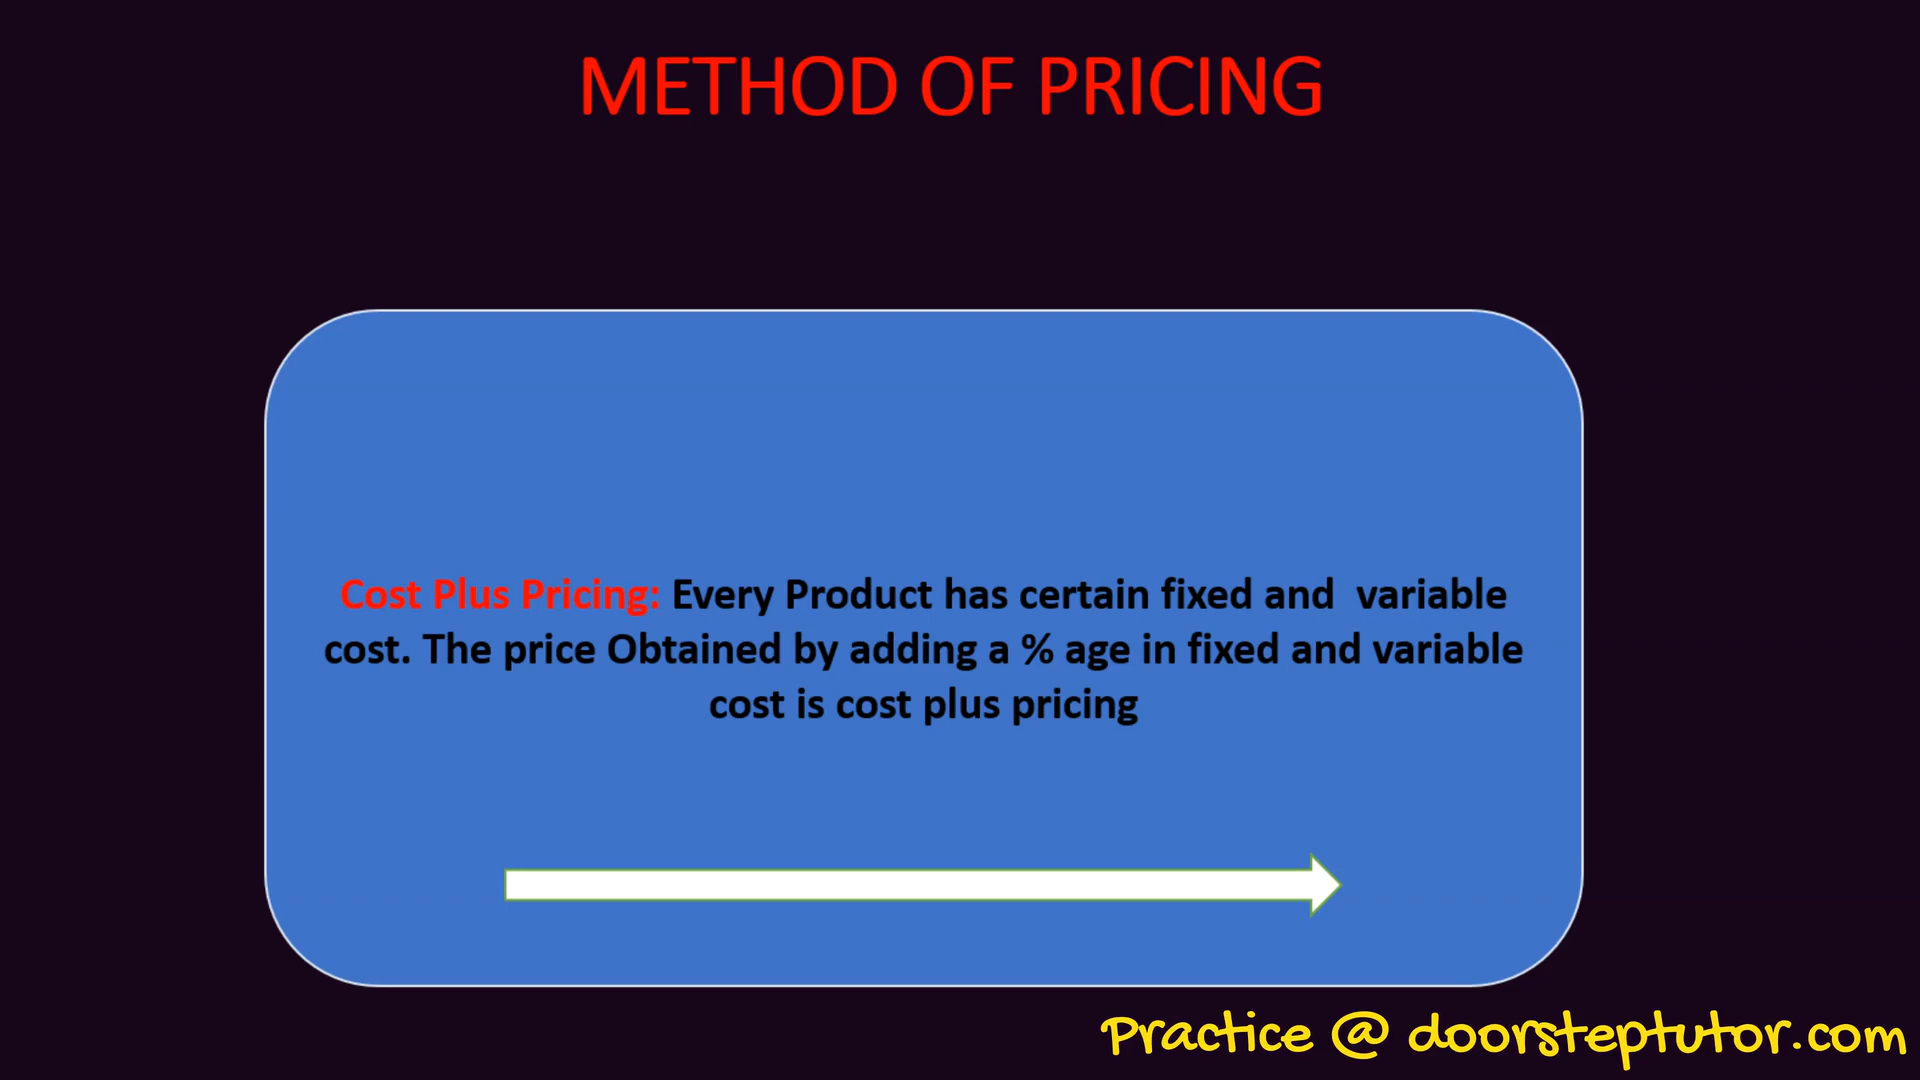 METHOD OF PRICING
Cost Plus Pricing: Every Product has certain fixed and variable
cost. The price Obtained by adding a % age in fixed and variable
cost is cost plus pricing
Practice @ doorsteptutor.com